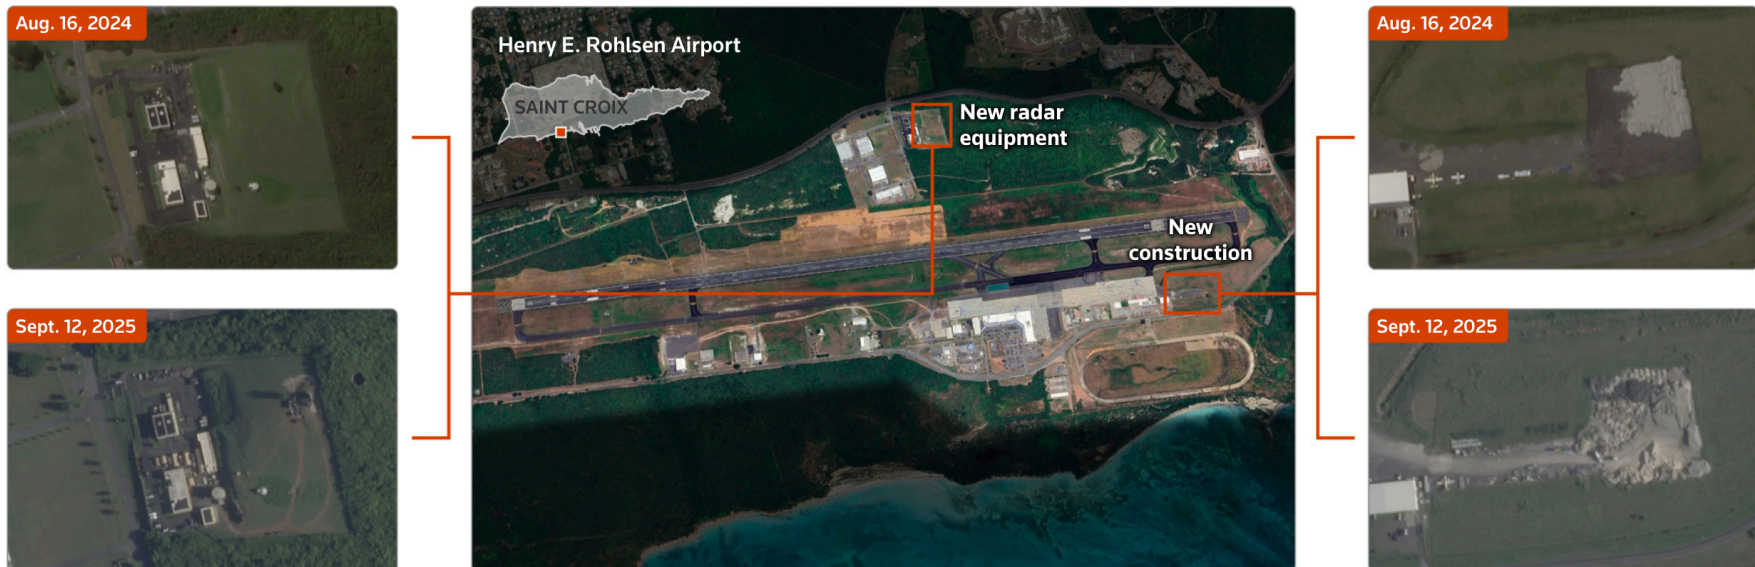 Aug. 16, 2024
Sept. 12, 2025
Henry E. Rohlsen Airport
SAINT CROIX
New radar
equipment
New
construction
Aug. 16, 2024
Sept. 12, 2025